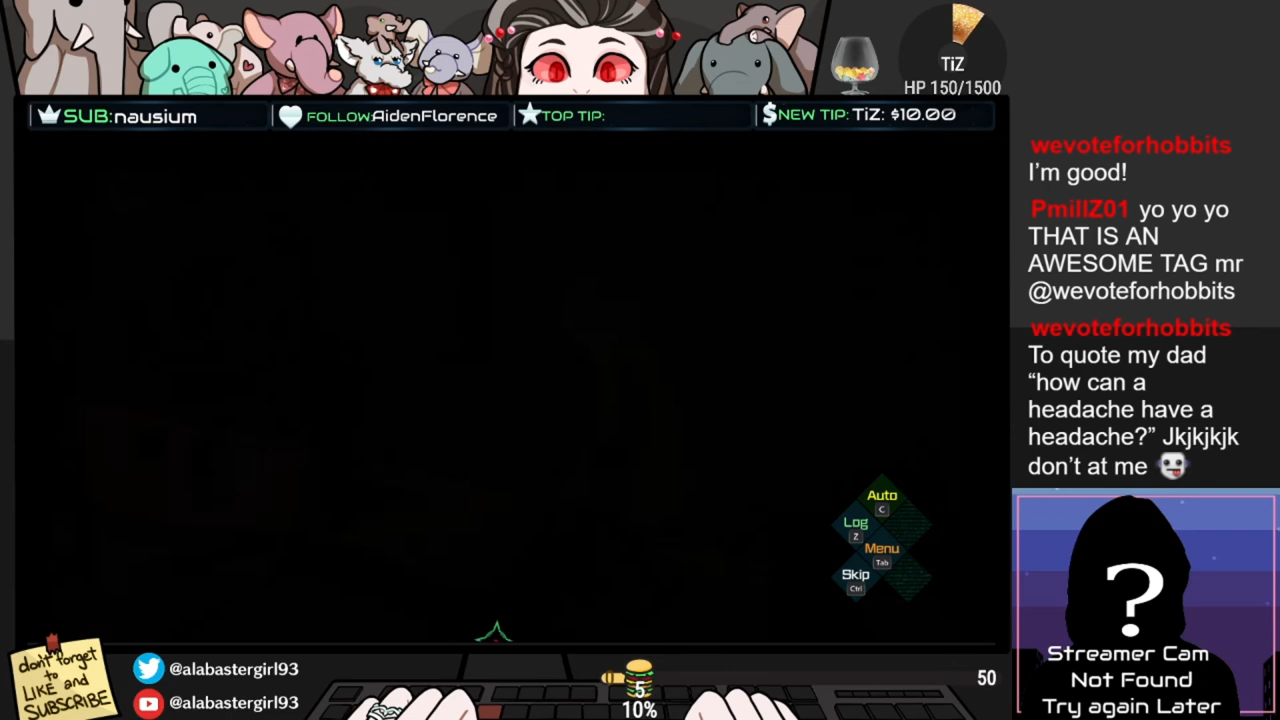 TiZ
HP 150/1500
SUB:nausium
FOLLOW:AidenFlorence
TOP TIP:
NEW TIP: TiZ: $10.00
wevoteforhobbits
I'm good!
PmillZ01 yo yo yo
THAT IS AN
AWESOME TAG mr
@wevoteforhobbits
wevoteforhobbits
To quote my dad
“how can a
headache have a
headache?” Jkjkjkjk
don't at me
Auto
C
Log
Z
Menu
Tab
Skip
Ctrl
?
Streamer Cam
Not Found
Try again Later
don't forget
to
LIKE and
SUBSCRIBE
@alabastergirl93
@alabastergirl93
5
10%
50